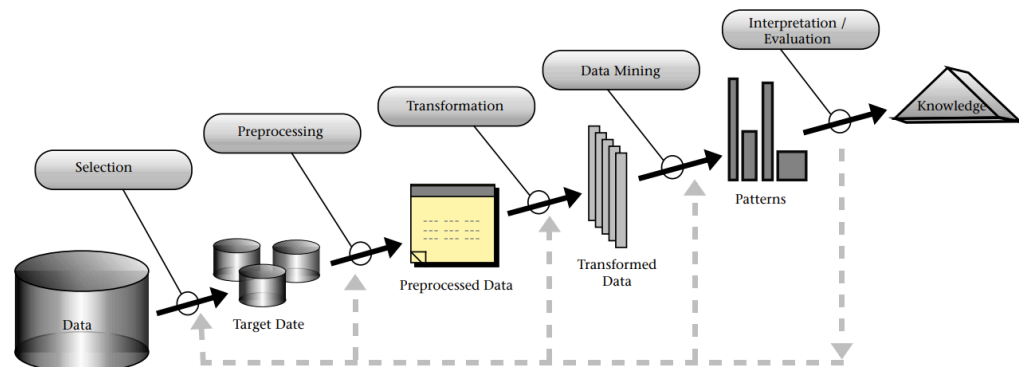 Interpretation /
Evaluation
Data Mining
Transformation
Preprocessing
Selection
Knowledge
Patterns
Transformed
Data
Preprocessed Data
Target Date
Data